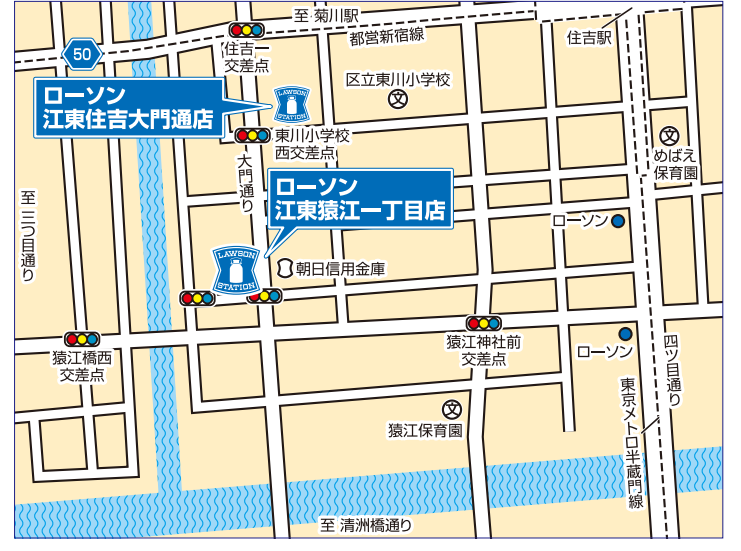 至 菊川駅
都営新宿線
住吉駅
住吉一
交差点
50
区立東川小学校
文
ローソン
江東住吉大門通店
LAWSON
STATION
東川小学校
西交差点
文
めばえ
保育園
大門通り
ローソン
江東猿江一丁目店
至 三つ目通り
ローソン
LAWSON
STATION
朝日信用金庫
猿江橋西
交差点
猿江神社前
交差点
ローソン
四ツ目通り
東京メトロ半蔵門線
文
猿江保育園
至 清洲橋通り